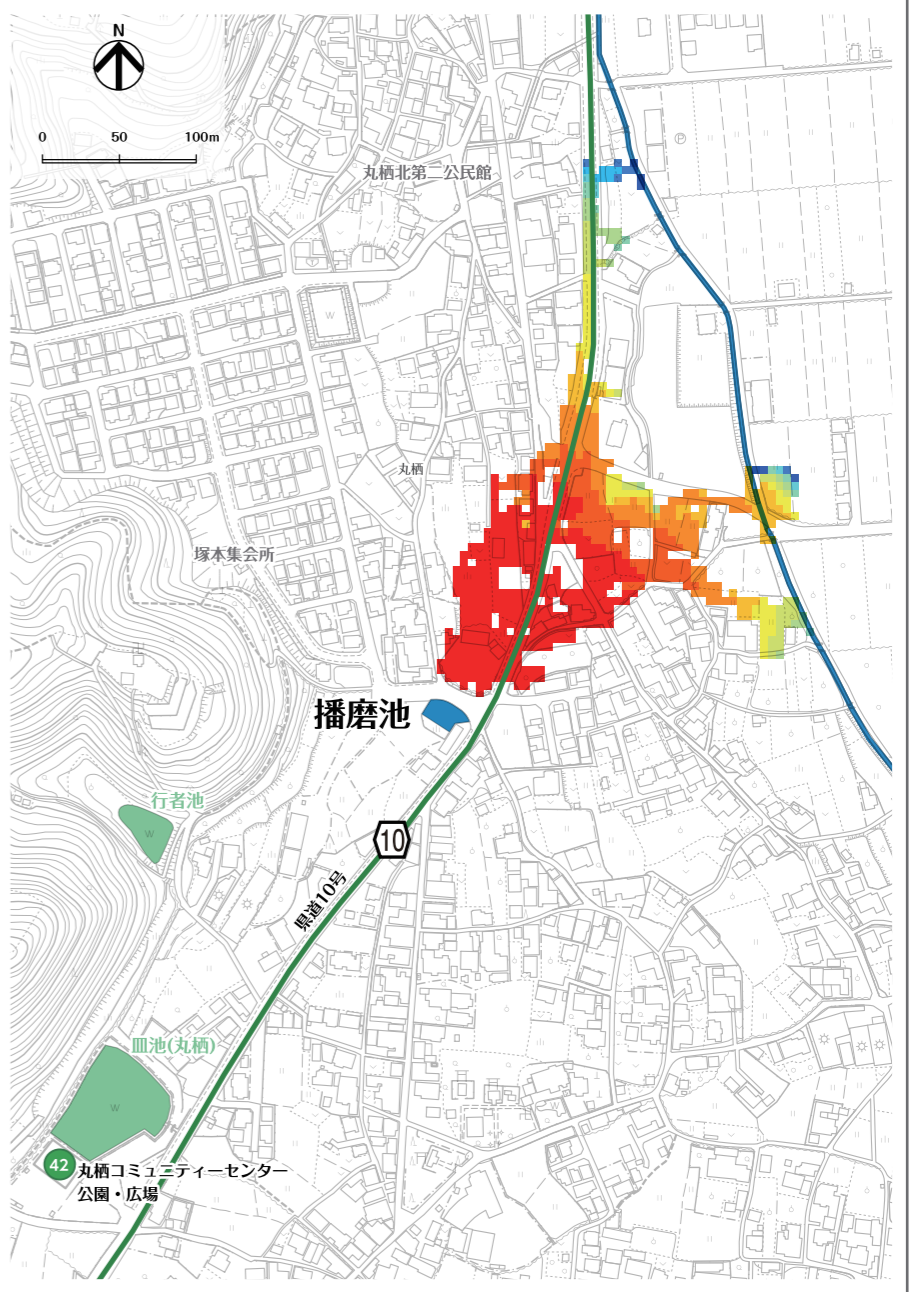 N
0 50 100m
P
丸栖北第二公民館
W
丸栖
塚本集会所
播磨池
行者池
W
10
県道10号
皿池(丸栖)
W
42 丸栖コミュニティーセンター
公園・広場